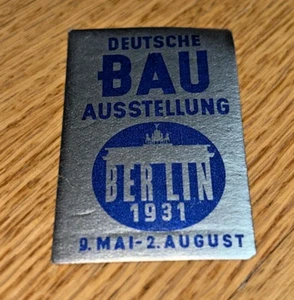 DEUTSCHE
BAU
AUSSTELLUNG
BERLIN
1931
9. MAI-2. AUGUST